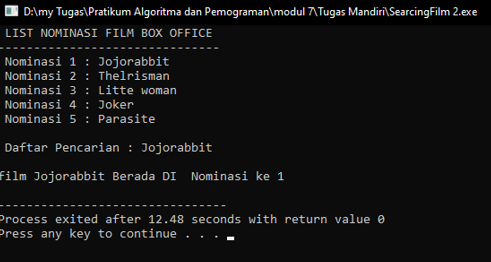 D:\my Tugas\Pratikum Algoritma dan Pemograman\modul 7\Tugas Mandiri\SearcingFilm 2.exe
LIST NOMINASI FILM BOX OFFICE
------------------------------
Nominasi 1 : Jojorabbit
Nominasi 2 : Thelrisman
Nominasi 3 : Litte woman
Nominasi 4 : Joker
Nominasi 5 : Parasite
Daftar Pencarian : Jojorabbit
film Jojorabbit Berada DI  Nominasi ke 1
--------------------------------
Process exited after 12.48 seconds with return value 0
Press any key to continue . . .